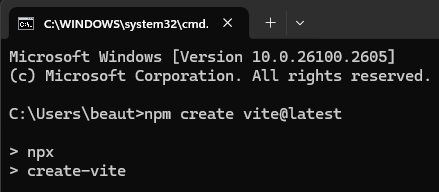 C:\WINDOWS\system32\cmd.
Microsoft Windows [Version 10.0.26100.2605]
(c) Microsoft Corporation. All rights reserved.
C:\Users\beaut>npm create vite@latest
> npx
> create-vite